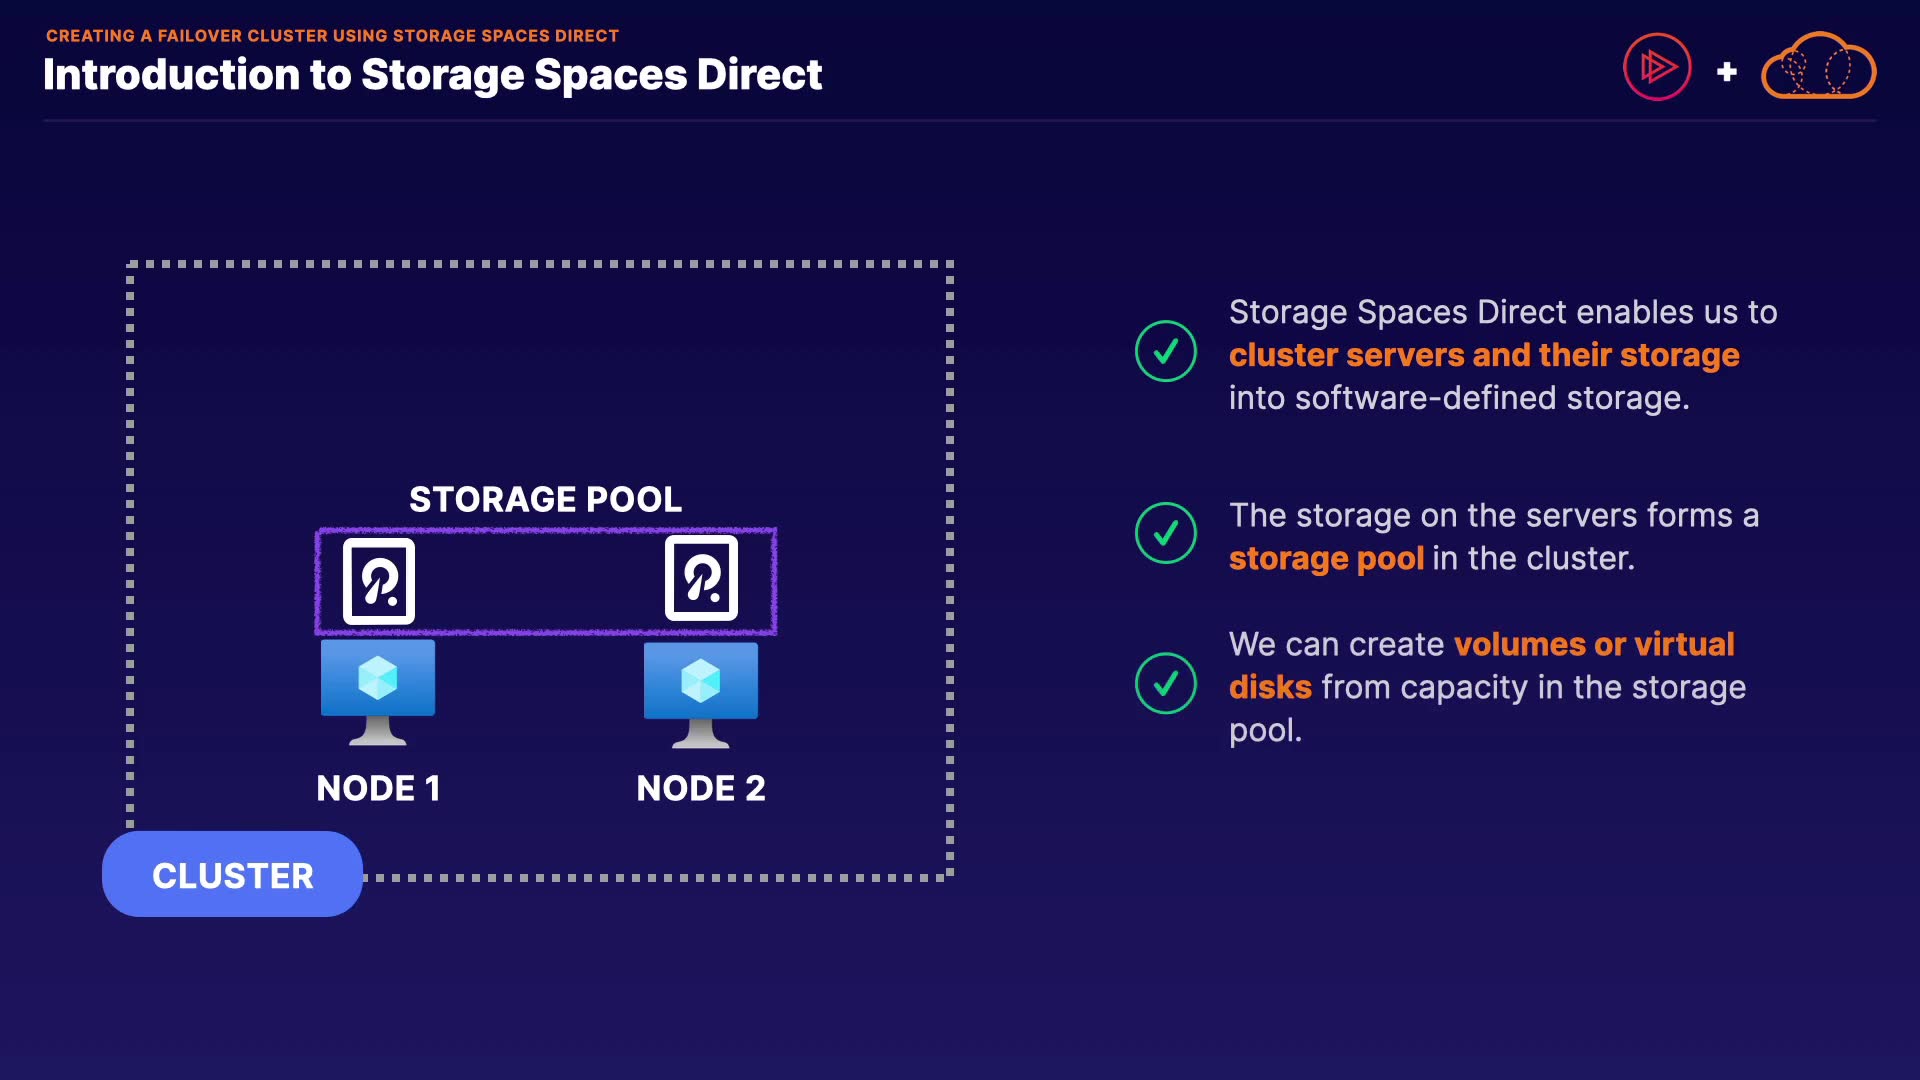 CREATING A FAILOVER CLUSTER USING STORAGE SPACES DIRECT
Introduction to Storage Spaces Direct
+
STORAGE POOL
NODE 1
NODE 2
CLUSTER
Storage Spaces Direct enables us to
cluster servers and their storage
into software-defined storage.
The storage on the servers forms a
storage pool in the cluster.
We can create volumes or virtual
disks from capacity in the storage
pool.